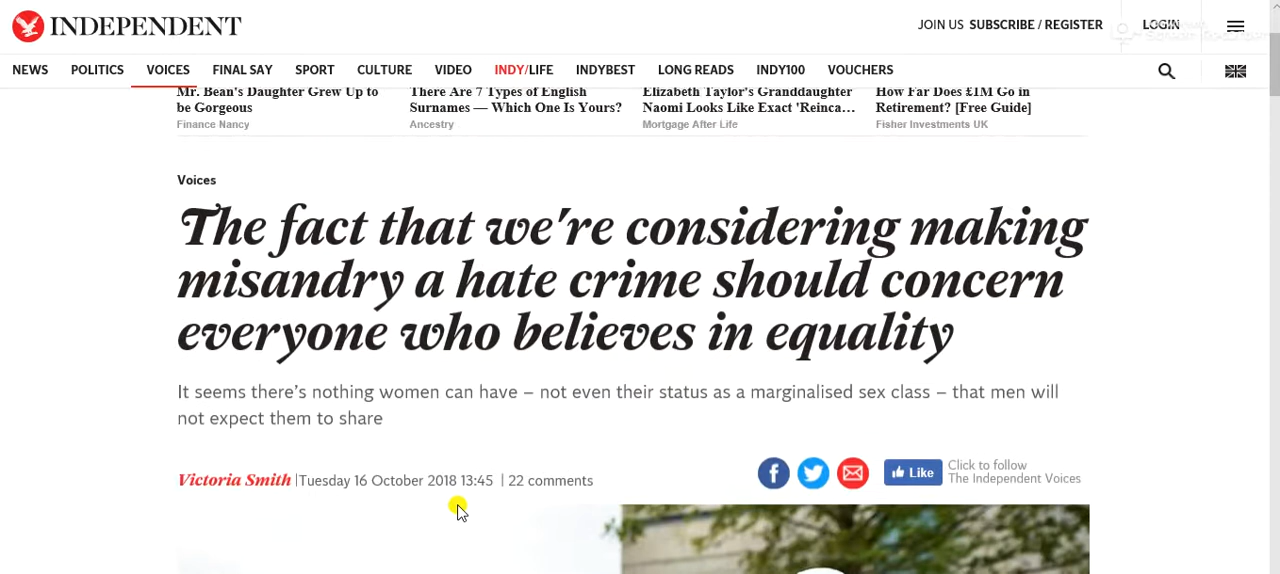 INDEPENDENT
JOIN US SUBSCRIBE / REGISTER LOGIN
NEWS POLITICS VOICES FINAL SAY SPORT CULTURE VIDEO INDY/LIFE INDYBEST LONG READS INDY100 VOUCHERS
Mr. Bean's Daughter Grew Up to There Are 7 Types of English Elizabeth Taylor's Granddaughter How Far Does £1M Go in
be Gorgeous Surnames — Which One Is Yours? Naomi Looks Like Exact 'Reinca... Retirement? [Free Guide]
Finance Nancy Ancestry Mortgage After Life Fisher Investments UK
Voices
The fact that we're considering making
misandry a hate crime should concern
everyone who believes in equality
It seems there's nothing women can have – not even their status as a marginalised sex class – that men will
not expect them to share
Victoria Smith | Tuesday 16 October 2018 13:45 | 22 comments
Like
Click to follow
The Independent Voices